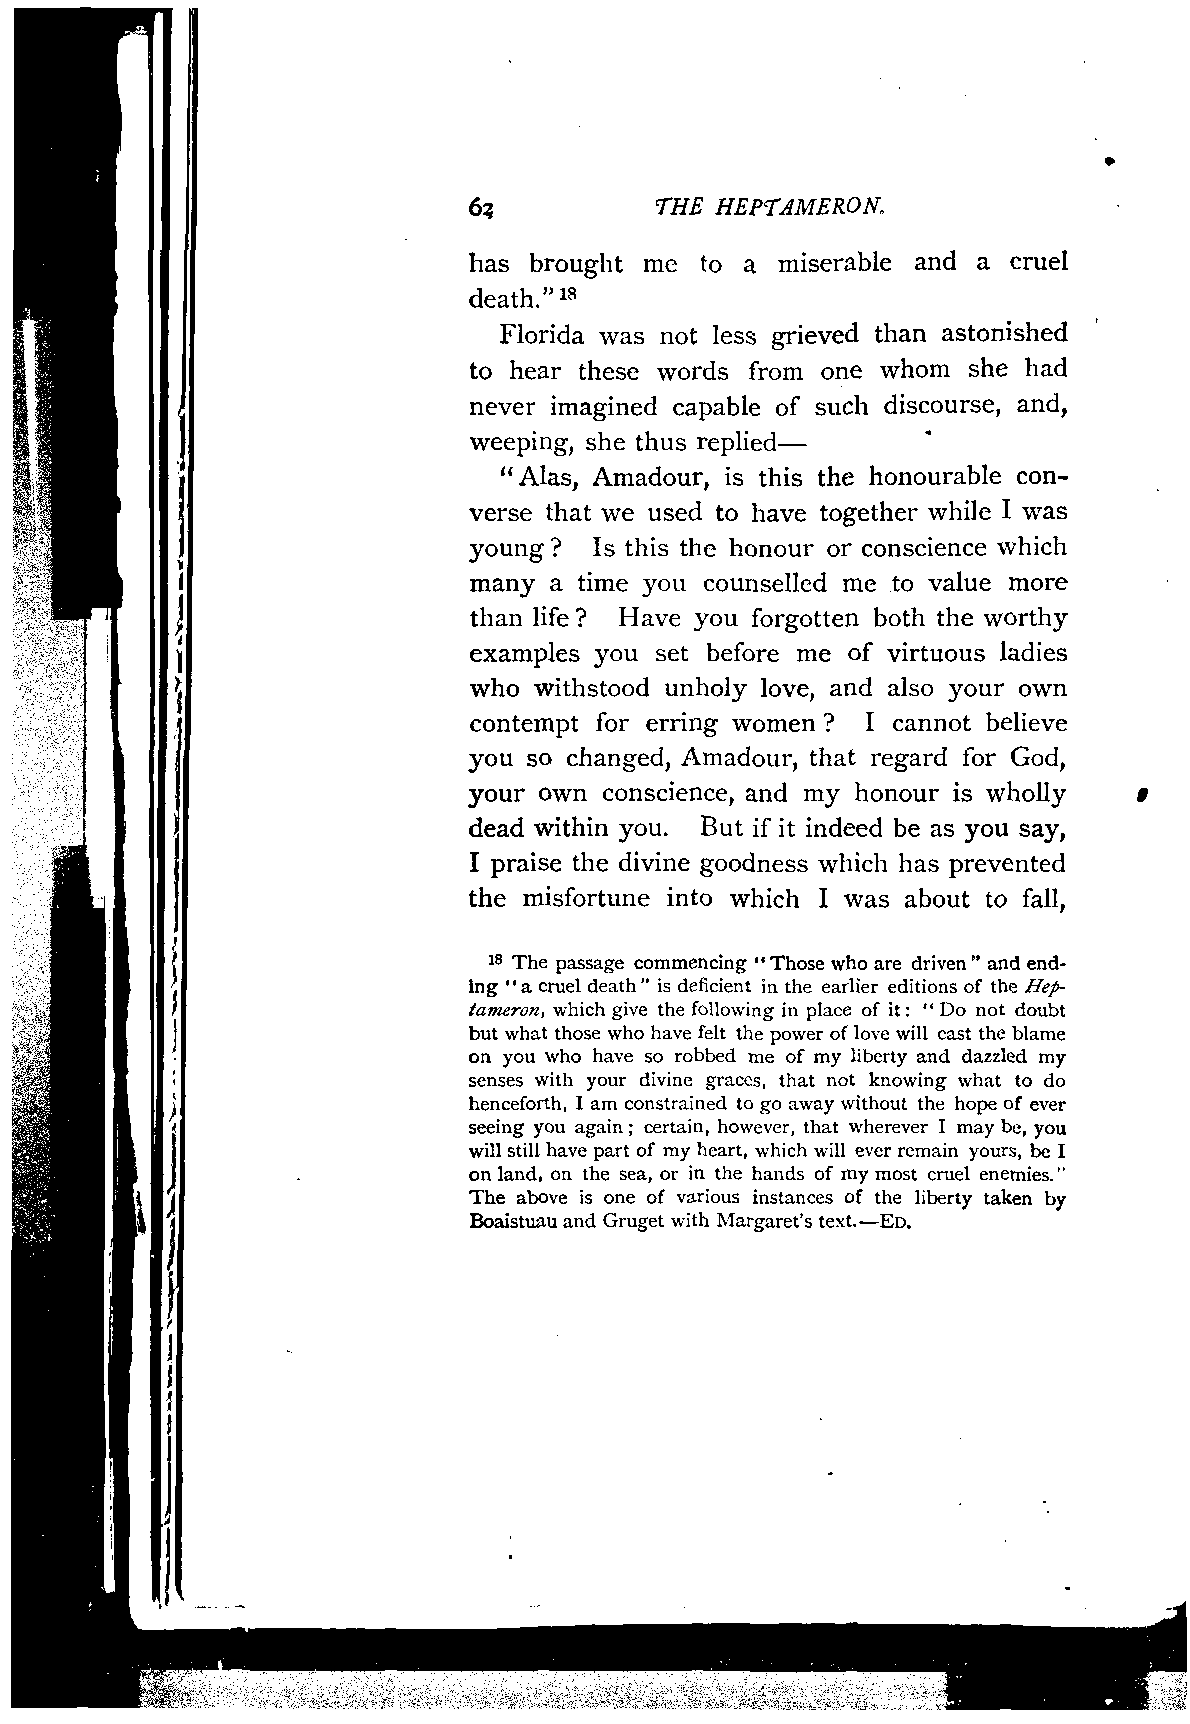 62 THE HEPTAMERON.
has brought me to a miserable and a cruel
death." 18
Florida was not less grieved than astonished
to hear these words from one whom she had
never imagined capable of such discourse, and,
weeping, she thus replied—
"Alas, Amadour, is this the honourable con-
verse that we used to have together while I was
young? Is this the honour or conscience which
many a time you counselled me to value more
than life? Have you forgotten both the worthy
examples you set before me of virtuous ladies
who withstood unholy love, and also your own
contempt for erring women? I cannot believe
you so changed, Amadour, that regard for God,
your own conscience, and my honour is wholly
dead within you. But if it indeed be as you say,
I praise the divine goodness which has prevented
the misfortune into which I was about to fall,
18 The passage commencing "Those who are driven" and end-
ing "a cruel death" is deficient in the earlier editions of the Hep-
tameron, which give the following in place of it: "Do not doubt
but what those who have felt the power of love will cast the blame
on you who have so robbed me of my liberty and dazzled my
senses with your divine graces, that not knowing what to do
henceforth, I am constrained to go away without the hope of ever
seeing you again; certain, however, that wherever I may be, you
will still have part of my heart, which will ever remain yours, be I
on land, on the sea, or in the hands of my most cruel enemies."
The above is one of various instances of the liberty taken by
Boaistuau and Gruget with Margaret's text.—ED.